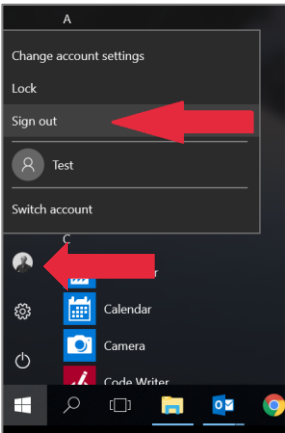 A
Change account settings
Lock
Sign out
Test
Switch account
C
r
Calendar
Camera
Code Writer